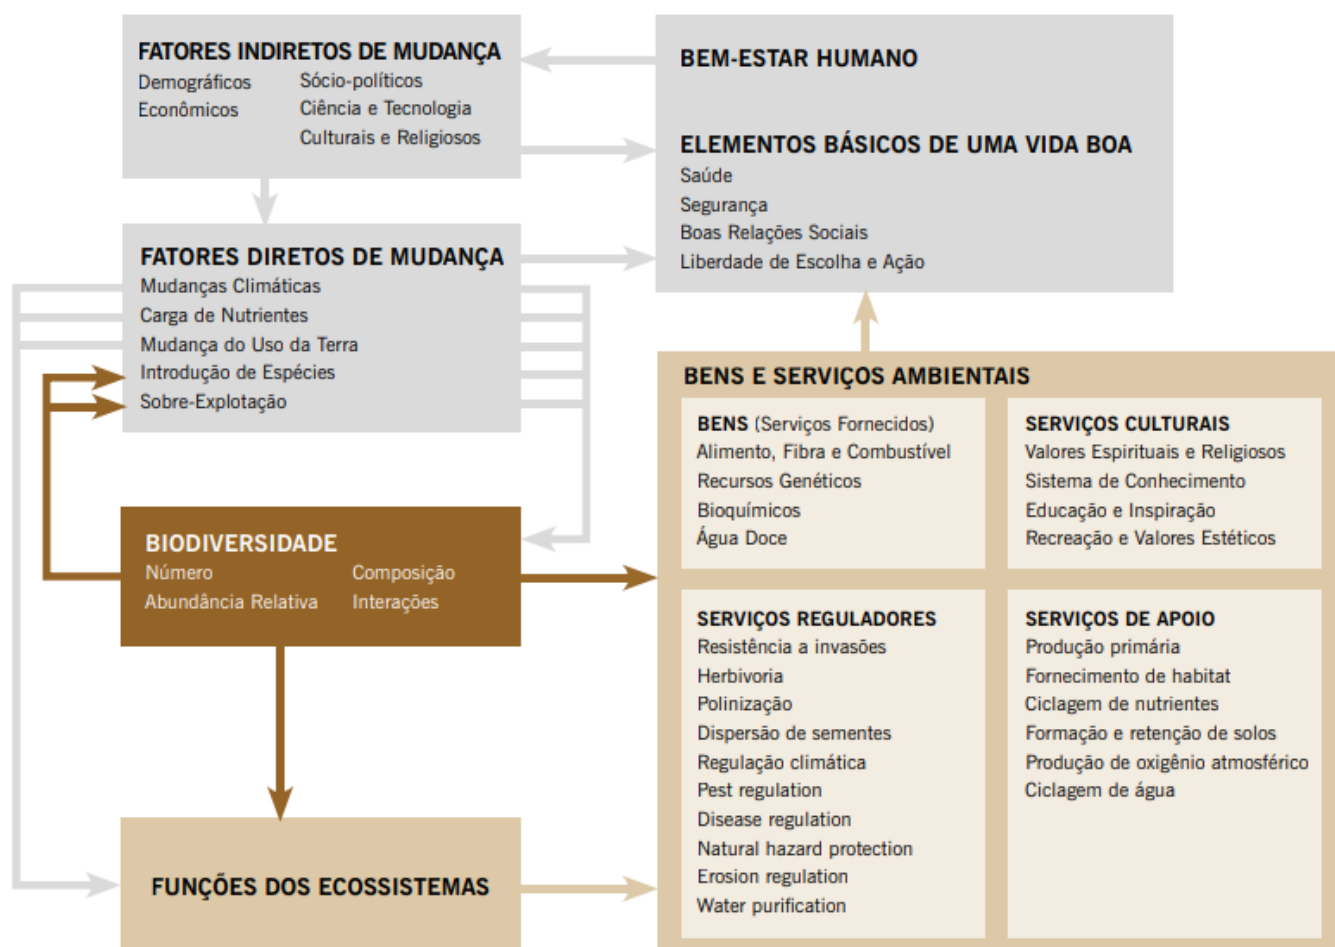 FATORES INDIRETOS DE MUDANÇA
Demográficos
Econômicos
Sócio-políticos
Ciência e Tecnologia
Culturais e Religiosos
BEM-ESTAR HUMANO
ELEMENTOS BÁSICOS DE UMA VIDA BOA
Saúde
Segurança
Boas Relações Sociais
Liberdade de Escolha e Ação
FATORES DIRETOS DE MUDANÇA
Mudanças Climáticas
Carga de Nutrientes
Mudança do Uso da Terra
Introdução de Espécies
Sobre-Explotação
BIODIVERSIDADE
Número
Abundância Relativa
Composição
Interações
FUNÇÕES DOS ECOSSISTEMAS
BENS E SERVIÇOS AMBIENTAIS
BENS (Serviços Fornecidos)
Alimento, Fibra e Combustível
Recursos Genéticos
Bioquímicos
Água Doce
SERVIÇOS CULTURAIS
Valores Espirituais e Religiosos
Sistema de Conhecimento
Educação e Inspiração
Recreação e Valores Estéticos
SERVIÇOS REGULADORES
Resistência a invasões
Herbivoria
Polinização
Dispersão de sementes
Regulação climática
Pest regulation
Disease regulation
Natural hazard protection
Erosion regulation
Water purification
SERVIÇOS DE APOIO
Produção primária
Fornecimento de habitat
Ciclagem de nutrientes
Formação e retenção de solos
Produção de oxigênio atmosférico
Ciclagem de água